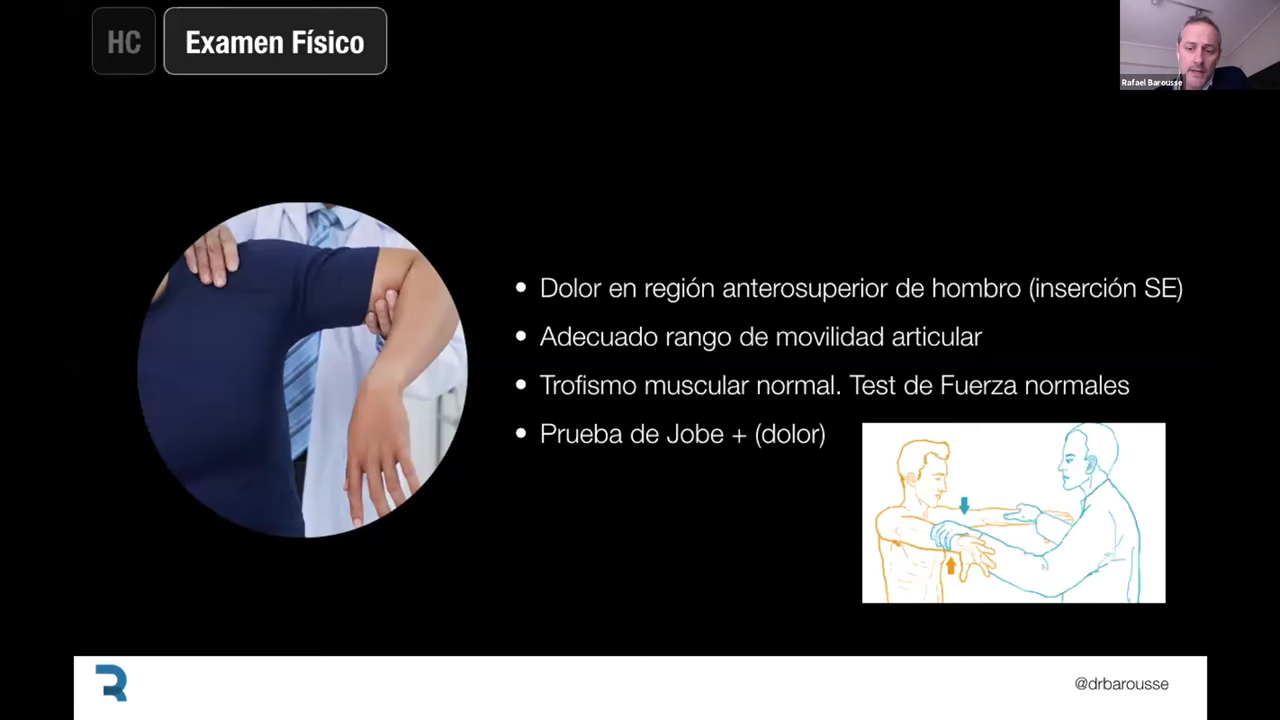 HC
Examen Físico
Rafael Barousse
• Dolor en región anterosuperior de hombro (inserción SE)
• Adecuado rango de movilidad articular
• Trofismo muscular normal. Test de Fuerza normales
• Prueba de Jobe + (dolor)
@drbarousse